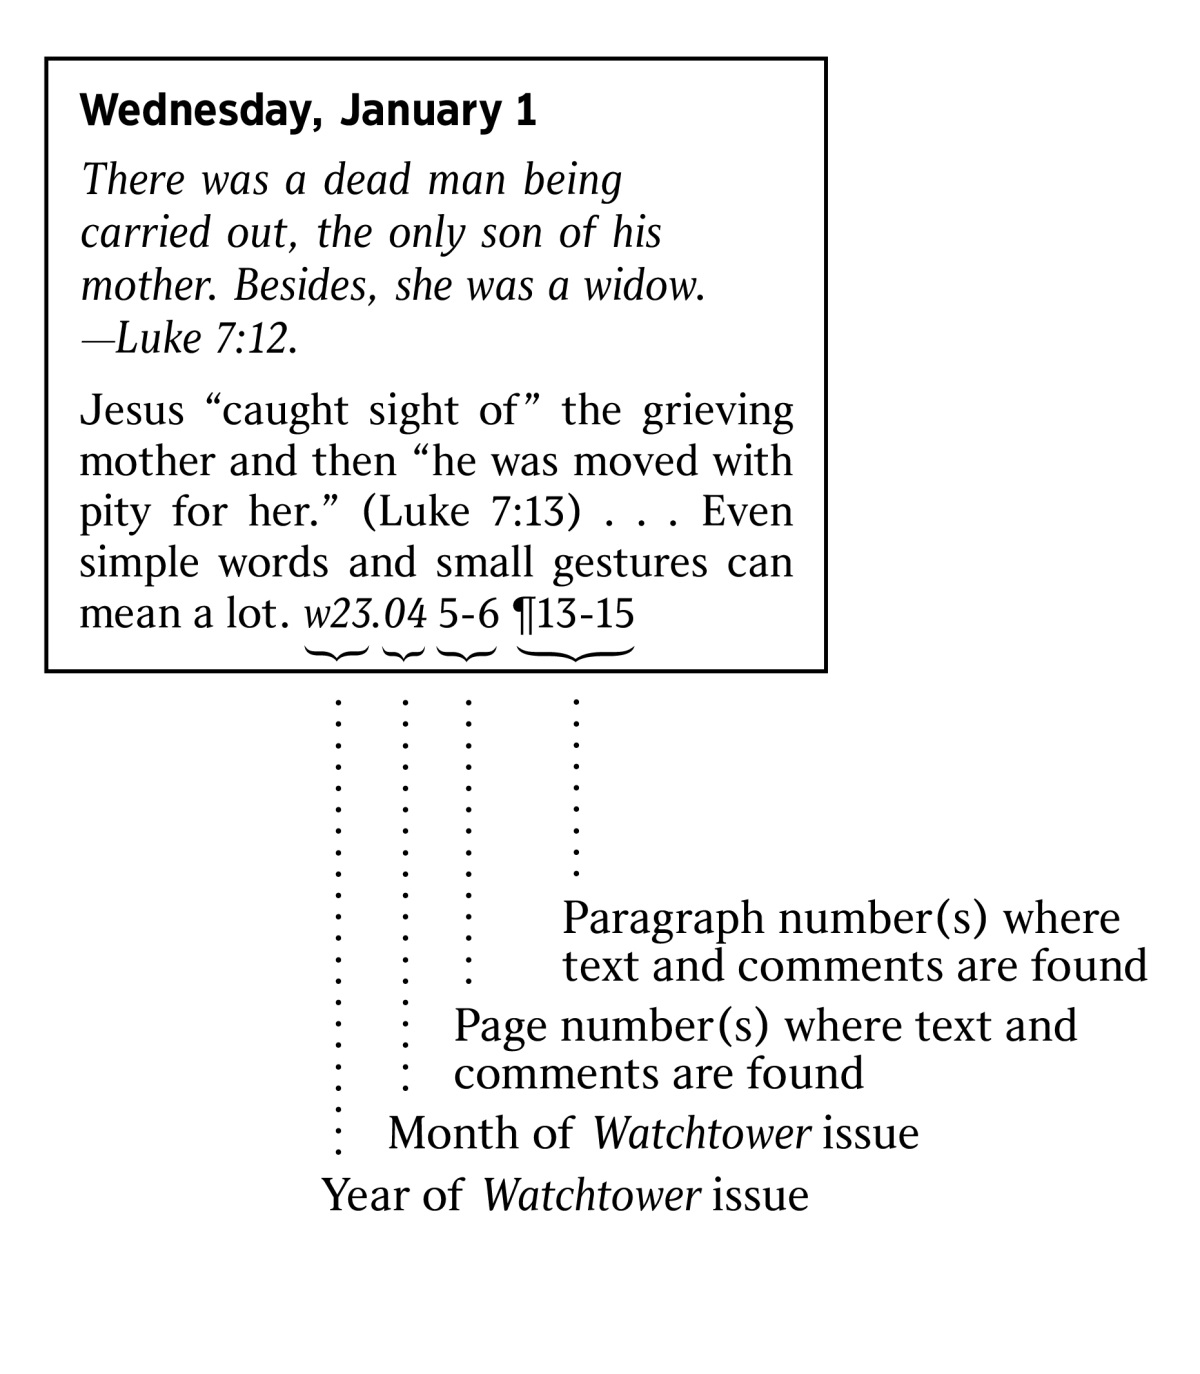 Wednesday, January 1
There was a dead man being
carried out, the only son of his
mother. Besides, she was a widow.
—Luke 7:12.
Jesus “caught sight of” the grieving
mother and then “he was moved with
pity for her.” (Luke 7:13) . . . Even
simple words and small gestures can
mean a lot. w23.04 5-6 ¶13-15
Paragraph number(s) where
text and comments are found
Page number(s) where text and
comments are found
Month of Watchtower issue
Year of Watchtower issue